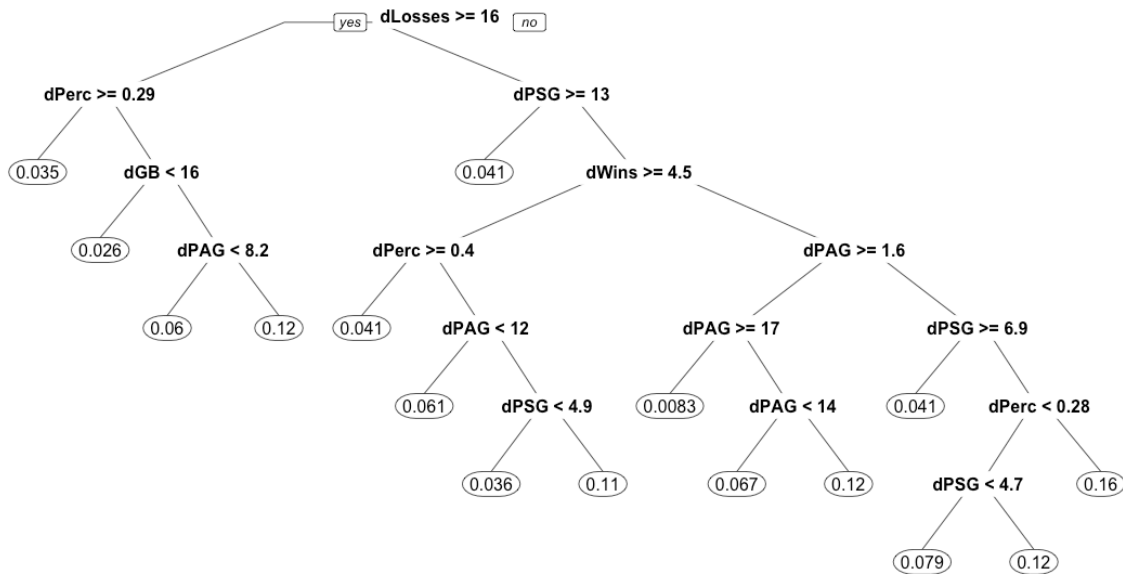 yes dLosses >= 16 no
dPerc >= 0.29 dPSG >= 13
0.035 dGB < 16 0.041 dWins >= 4.5
0.026 dPAG < 8.2 dPerc >= 0.4 dPAG >= 1.6
0.06 0.12 0.041 dPAG < 12 dPAG >= 17 dPSG >= 6.9
0.061 dPSG < 4.9 0.0083 dPAG < 14 0.041 dPerc < 0.28
0.036 0.11 0.067 0.12 dPSG < 4.7 0.16
0.079 0.12